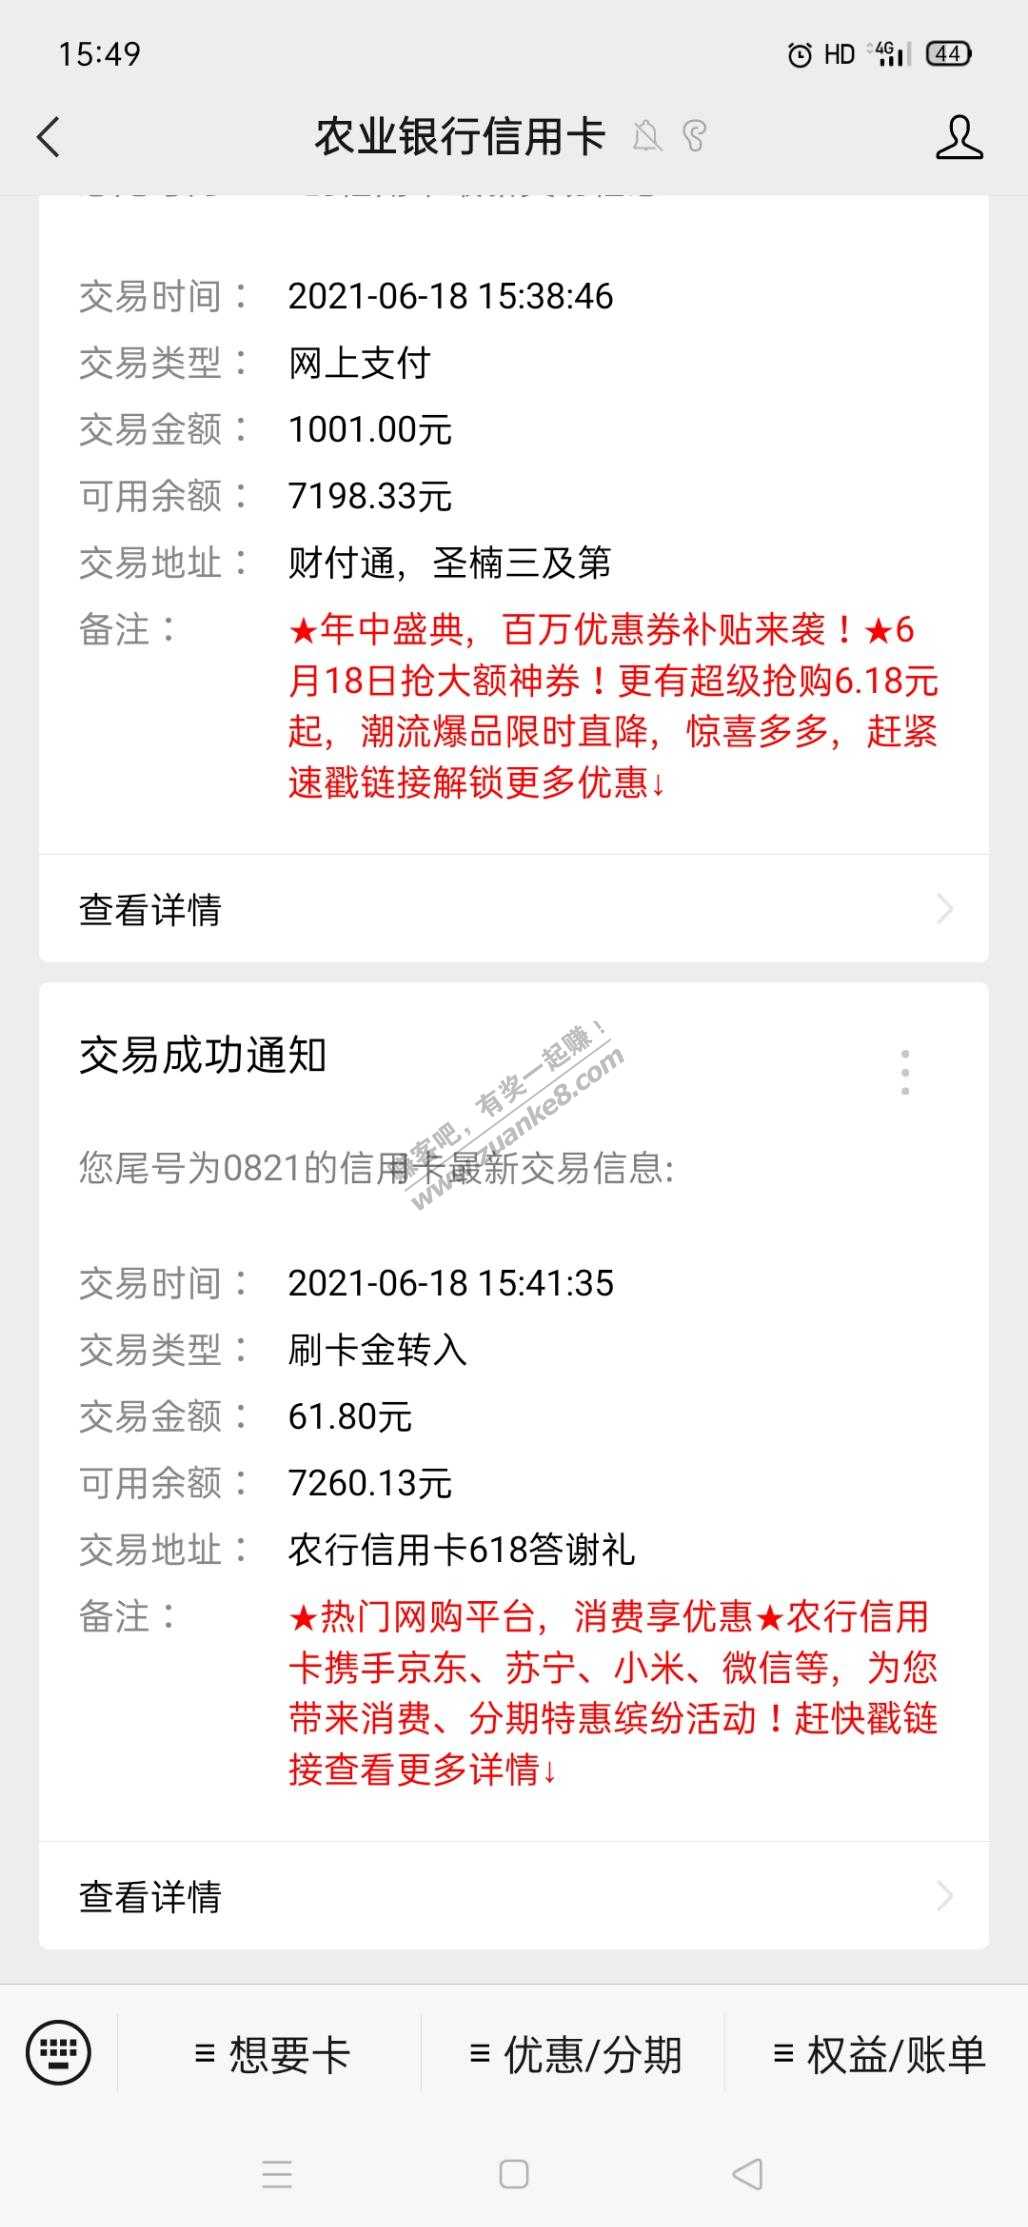 15:49
HD 4G 44
农业银行信用卡
交易时间： 2021-06-18 15:38:46
交易类型： 网上支付
交易金额： 1001.00元
可用余额： 7198.33元
交易地址： 财付通，圣楠三及第
备注： ★年中盛典，百万优惠券补贴来袭！★6
月18日抢大额神券！更有超级抢购6.18元
起，潮流爆品限时直降，惊喜多多，赶紧
速戳链接解锁更多优惠↓
查看详情
交易成功通知
赚客吧，有奖一起赚！
www.zuanke8.com
您尾号为0821的信用卡最新交易信息:
交易时间： 2021-06-18 15:41:35
交易类型： 刷卡金转入
交易金额： 61.80元
可用余额： 7260.13元
交易地址： 农行信用卡618答谢礼
备注： ★热门网购平台，消费享优惠★农行信用
卡携手京东、苏宁、小米、微信等，为您
带来消费、分期特惠缤纷活动！赶快戳链
接查看更多详情↓
查看详情
≡ 想要卡 ≡ 优惠/分期 ≡ 权益/账单